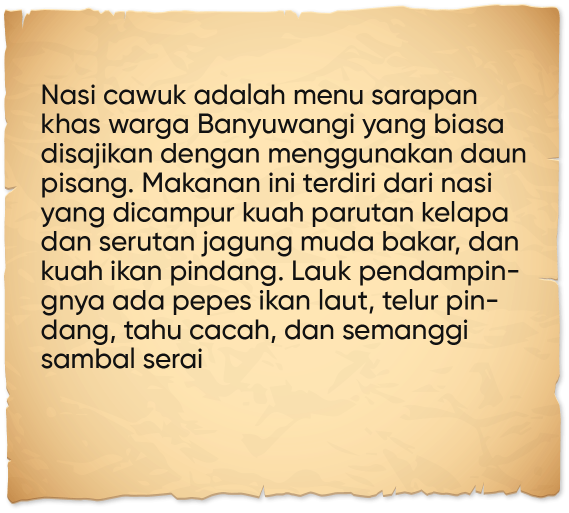 Nasi cawuk adalah menu sarapan
khas warga Banyuwangi yang biasa
disajikan dengan menggunakan daun
pisang. Makanan ini terdiri dari nasi
yang dicampur kuah parutan kelapa
dan serutan jagung muda bakar, dan
kuah ikan pindang. Lauk pendampin-
gnya ada pepes ikan laut, telur pin-
dang, tahu cacah, dan semanggi
sambal serai